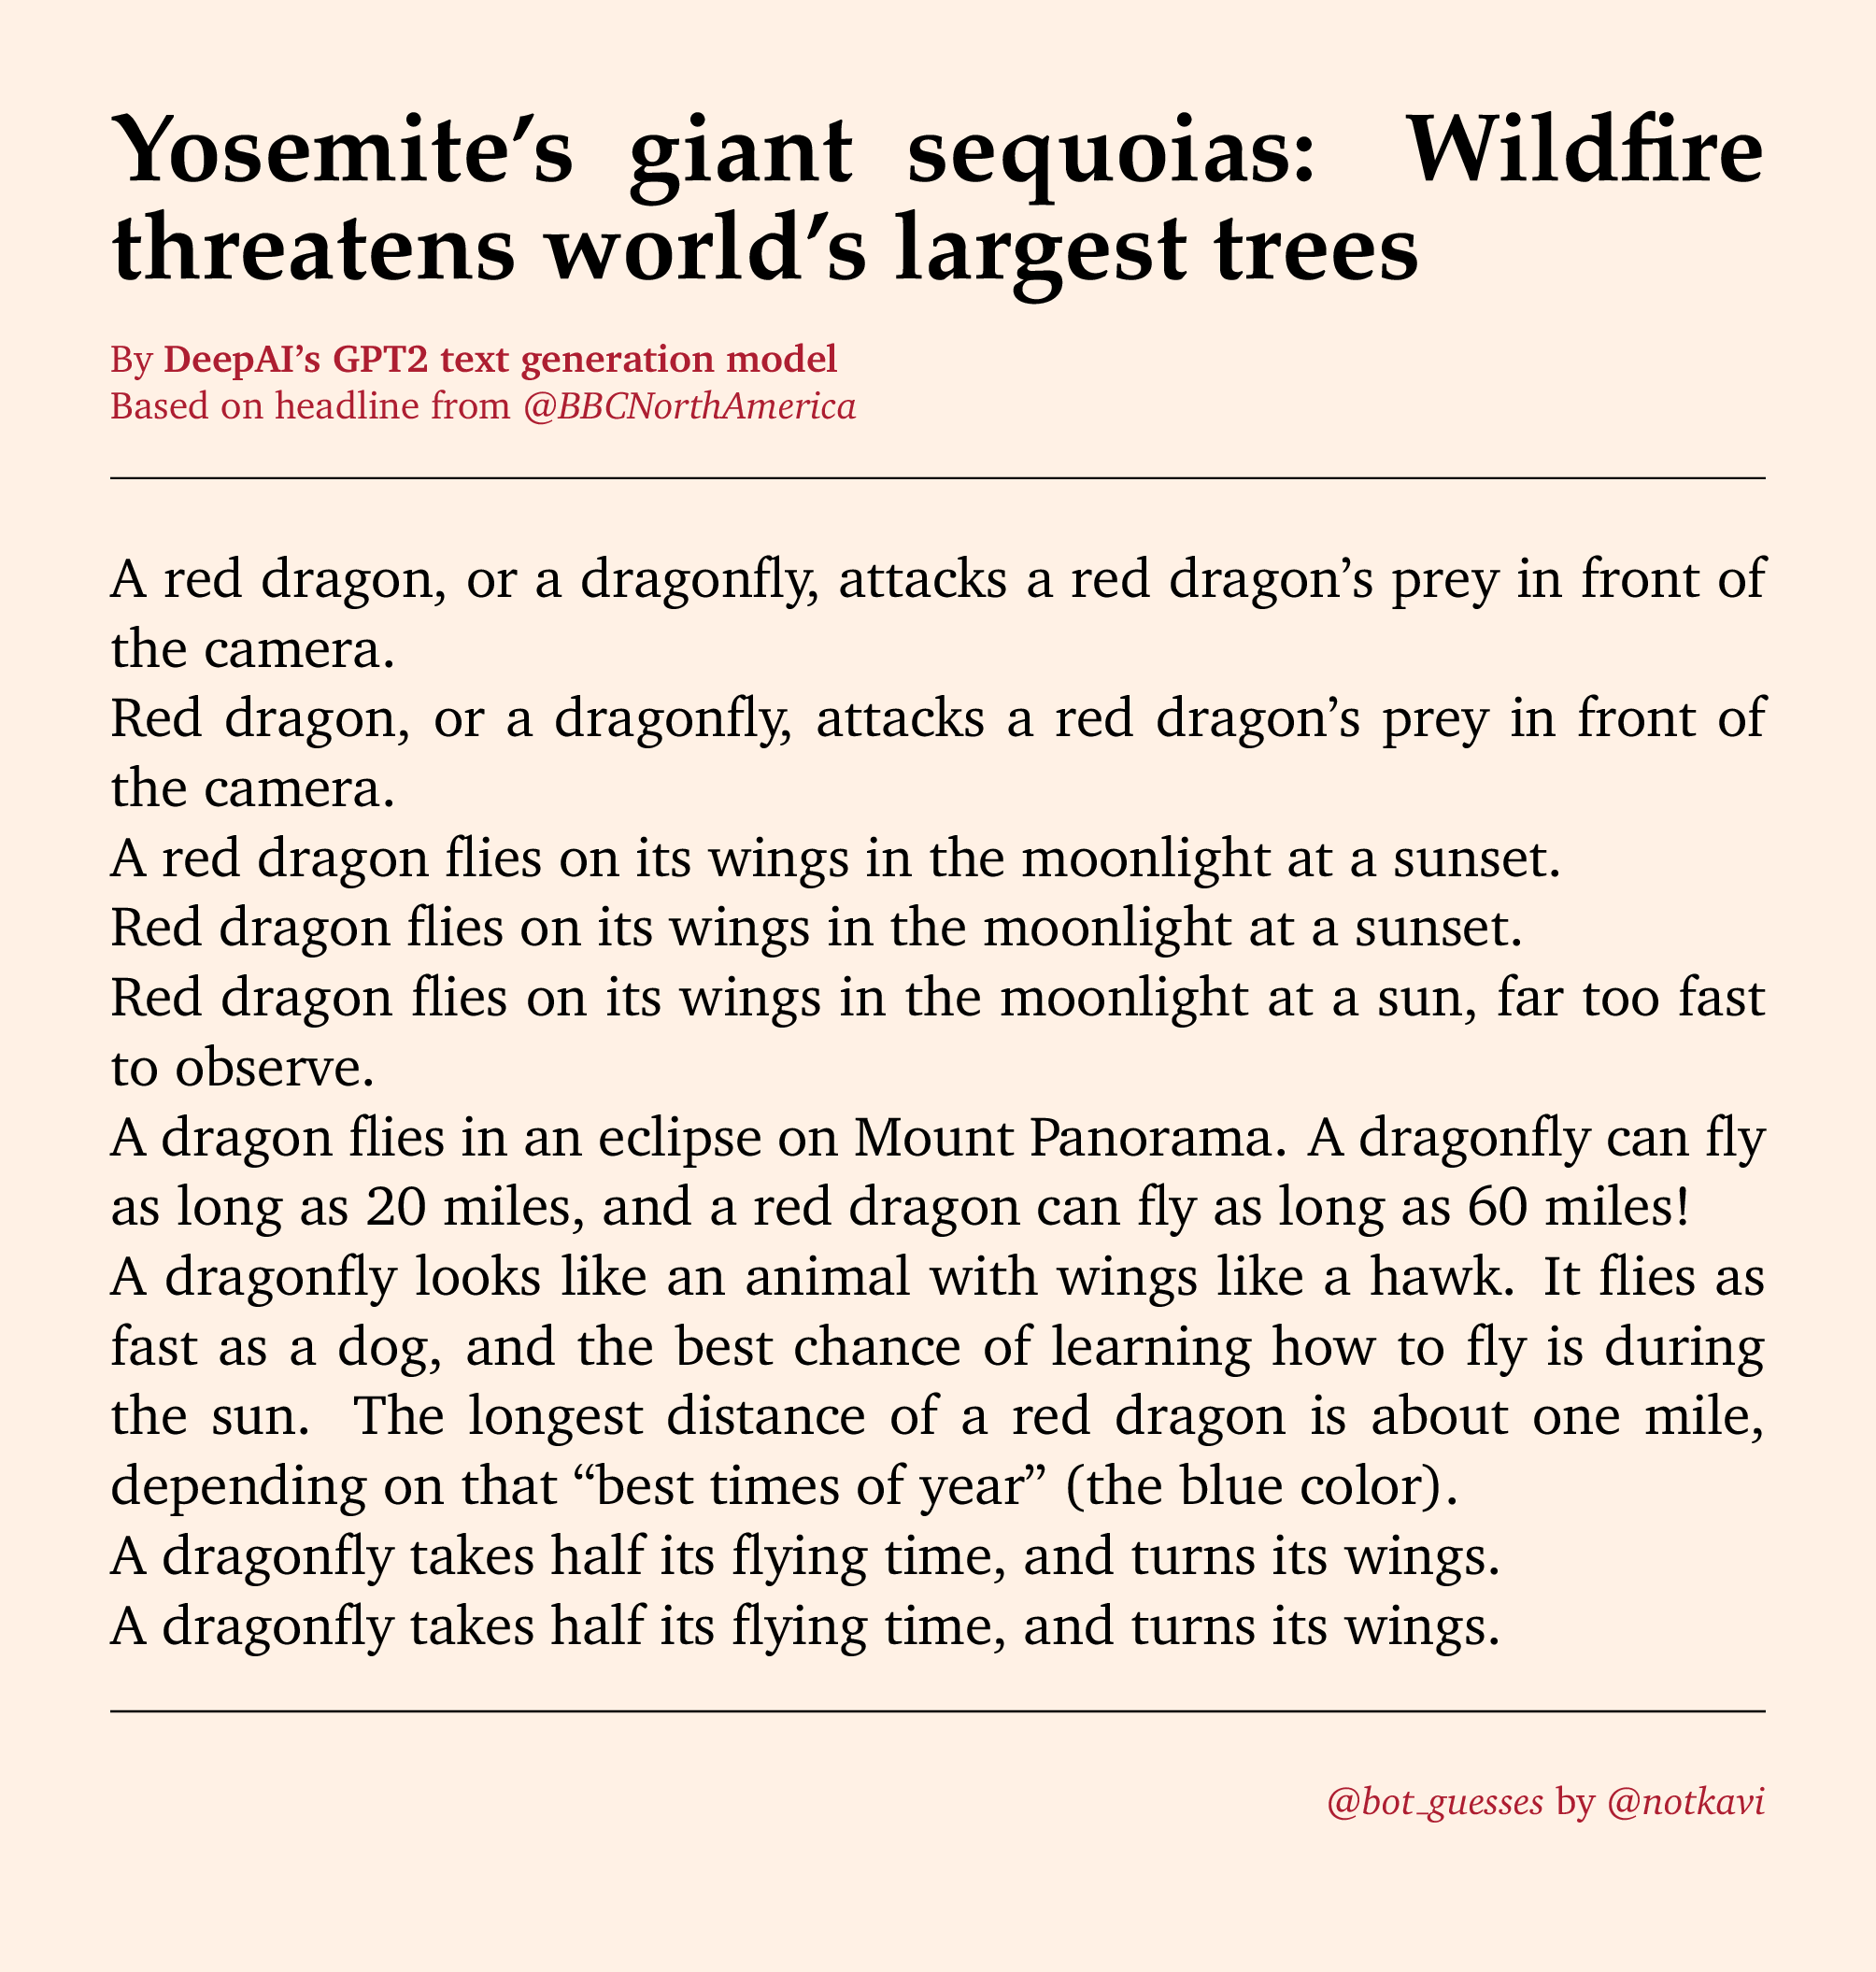 Yosemite’s giant sequoias: Wildfire
threatens world’s largest trees
By DeepAI’s GPT2 text generation model
Based on headline from @BBCNorthAmerica
A red dragon, or a dragonfly, attacks a red dragon’s prey in front of
the camera.
Red dragon, or a dragonfly, attacks a red dragon’s prey in front of
the camera.
A red dragon flies on its wings in the moonlight at a sunset.
Red dragon flies on its wings in the moonlight at a sunset.
Red dragon flies on its wings in the moonlight at a sun, far too fast
to observe.
A dragon flies in an eclipse on Mount Panorama. A dragonfly can fly
as long as 20 miles, and a red dragon can fly as long as 60 miles!
A dragonfly looks like an animal with wings like a hawk. It flies as
fast as a dog, and the best chance of learning how to fly is during
the sun. The longest distance of a red dragon is about one mile,
depending on that “best times of year” (the blue color).
A dragonfly takes half its flying time, and turns its wings.
A dragonfly takes half its flying time, and turns its wings.
@bot_guesses by @notkavi